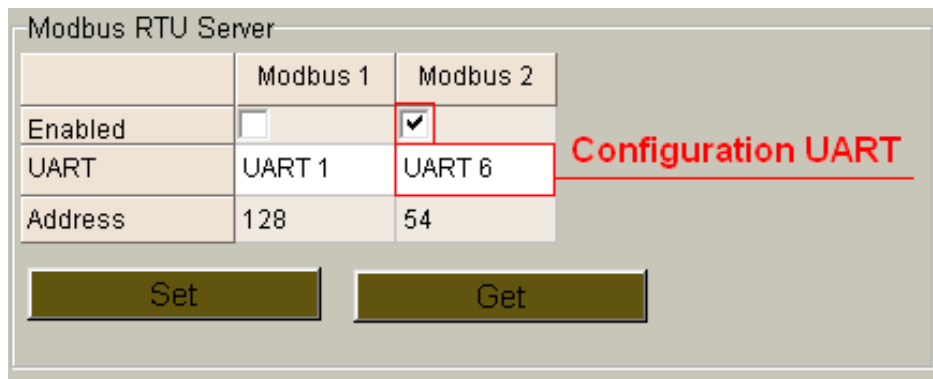 Modbus RTU Server
Modbus 1 Modbus 2
Enabled
UART UART 1 UART 6 Configuration UART
Address 128 54
Set Get